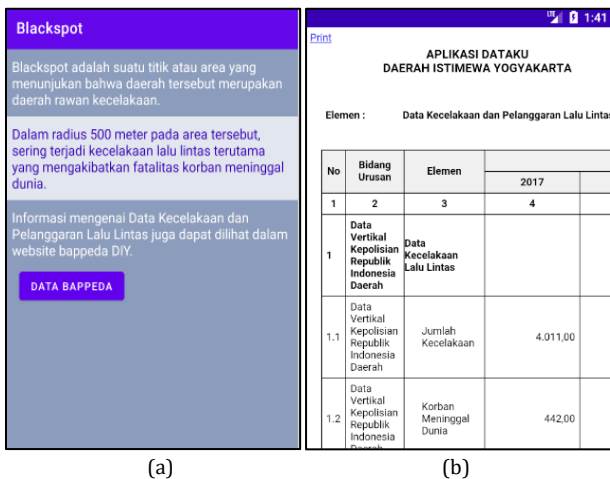 Blackspot
Blackspot adalah suatu titik atau area yang
menunjukan bahwa daerah tersebut merupakan
daerah rawan kecelakaan.
Dalam radius 500 meter pada area tersebut,
sering terjadi kecelakaan lalu lintas terutama
yang mengakibatkan fatalitas korban meninggal
dunia.
Informasi mengenai Data Kecelakaan dan
Pelanggaran Lalu Lintas juga dapat dilihat dalam
website bappeda DIY.
DATA BAPPEDA
(a)
LTE 1:41
Print
APLIKASI DATAKU
DAERAH ISTIMEWA YOGYAKARTA
Elemen : Data Kecelakaan dan Pelanggaran Lalu Lintas
No Bidang Urusan Elemen 2017
1 2 3 4
1 Data Vertikal Kepolisian Republik Indonesia Daerah Data Kecelakaan Lalu Lintas
1.1 Data Vertikal Kepolisian Republik Indonesia Daerah Jumlah Kecelakaan 4.011,00
1.2 Data Vertikal Kepolisian Republik Indonesia Daerah Korban Meninggal Dunia 442,00
(b)